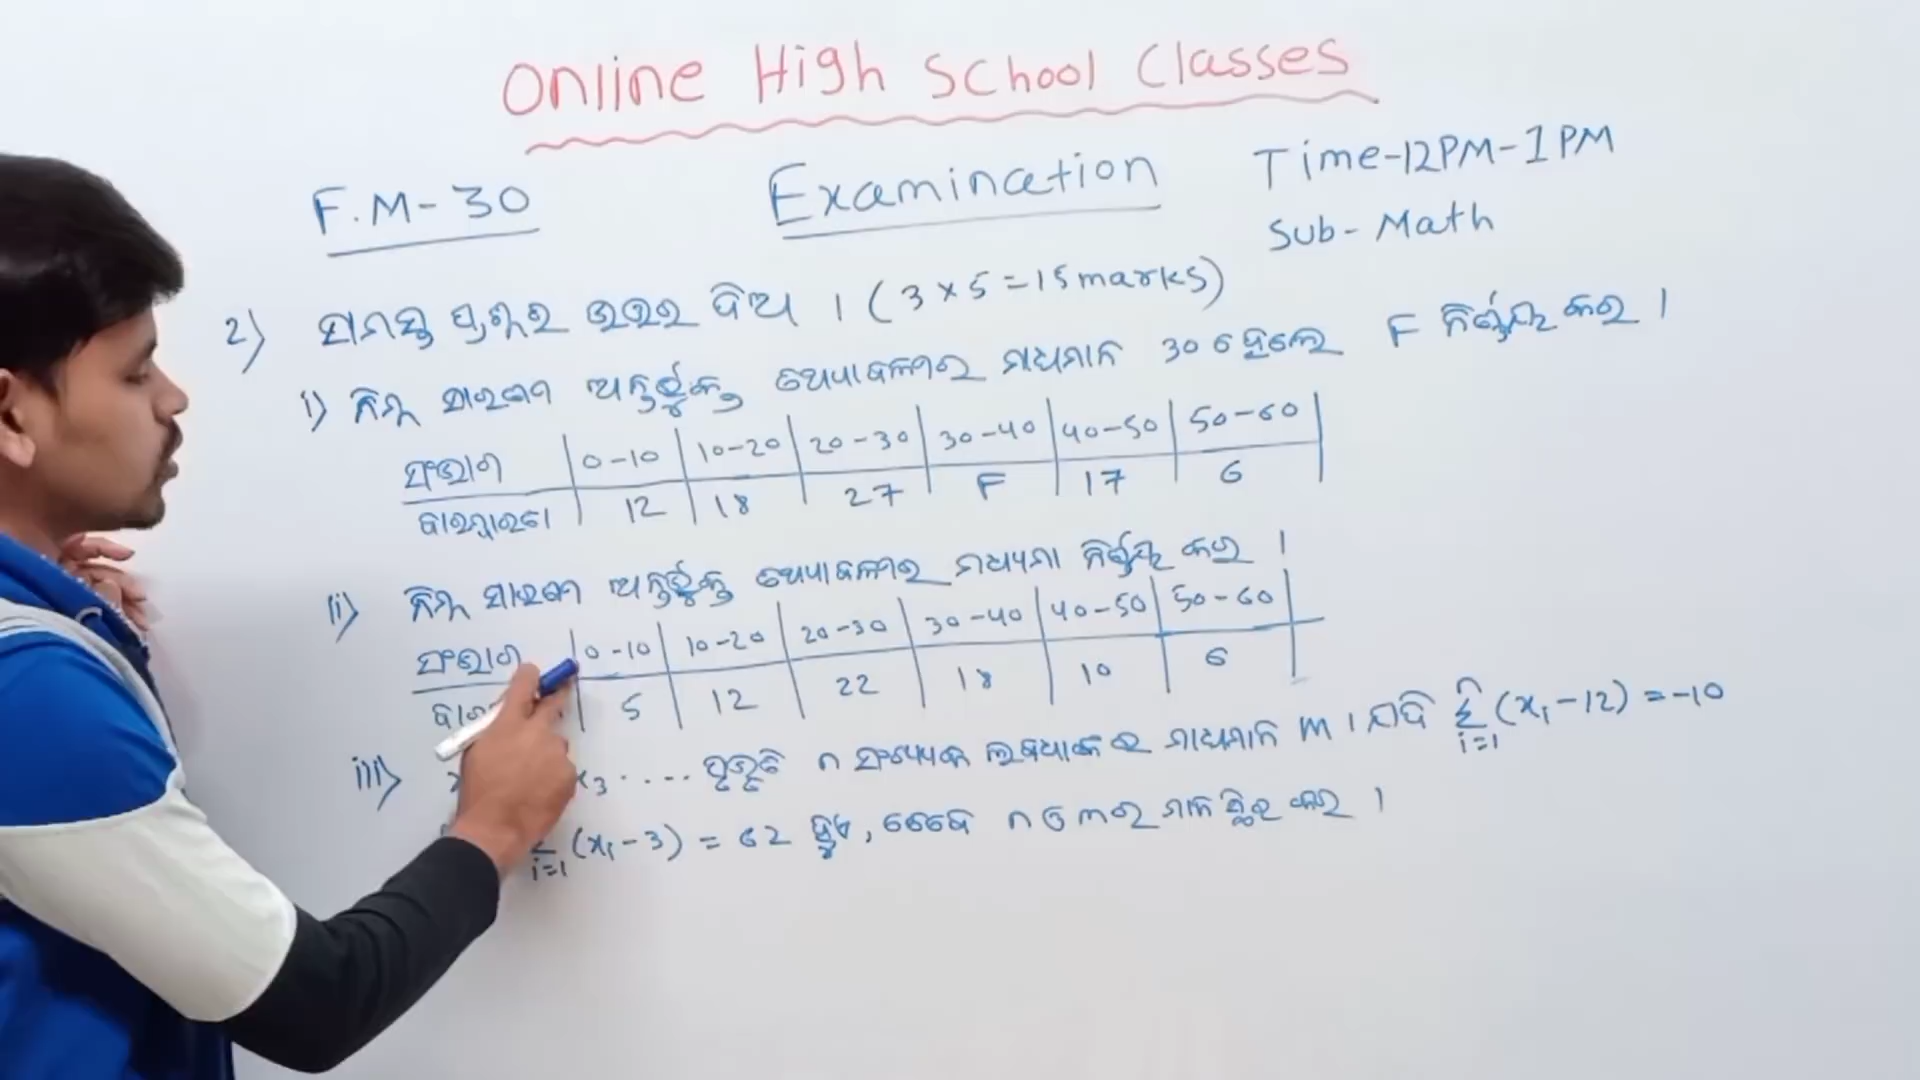 Online High School Classes
F.M-30 Examination Time-12PM-1PM
Sub- Math
2) ଯାମସ୍ତ ପ୍ରଶ୍ନର ଉତ୍ତର ଦିଅ । (3×5=15marks)
i) ନିମ୍ନ ସାରଣୀ ଅନ୍ତର୍ଭୁକ୍ତ ତଥ୍ୟାବଳୀର ମାଧ୍ୟମାନ 30 ହେଲେ F ନିର୍ଣ୍ଣୟ କର ।
ସଂଭାଗ 0-10 10-20 20-30 30-40 40-50 50-60
ବାରମ୍ବାରତା 12 18 27 F 17 6
ii) ନିମ୍ନ ସାରଣୀ ଅନ୍ତର୍ଭୁକ୍ତ ତଥ୍ୟାବଳୀର ମଧ୍ୟମା ନିର୍ଣ୍ଣୟ କର ।
ସଂଭାଗ 0-10 10-20 20-30 30-40 40-50 50-60
5 12 22 18 10 6
iii) x₃ .... ପ୍ରଭୃତି n ସଂଖ୍ୟକ ଲବ୍ଧାଙ୍କର ମାଧ୍ୟମାନ M । ଯଦି Σ i=1 (x₁-12) = -10
Σ i=1 (x₁-3) = 62 ହୁଏ, ତେବେ n ଓ m ର ମାନ ସ୍ଥିର କର ।